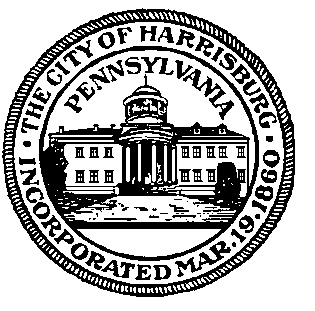 THE CITY OF HARRISBURG
PENNSYLVANIA
INCORPORATED MAR. 19. 1860